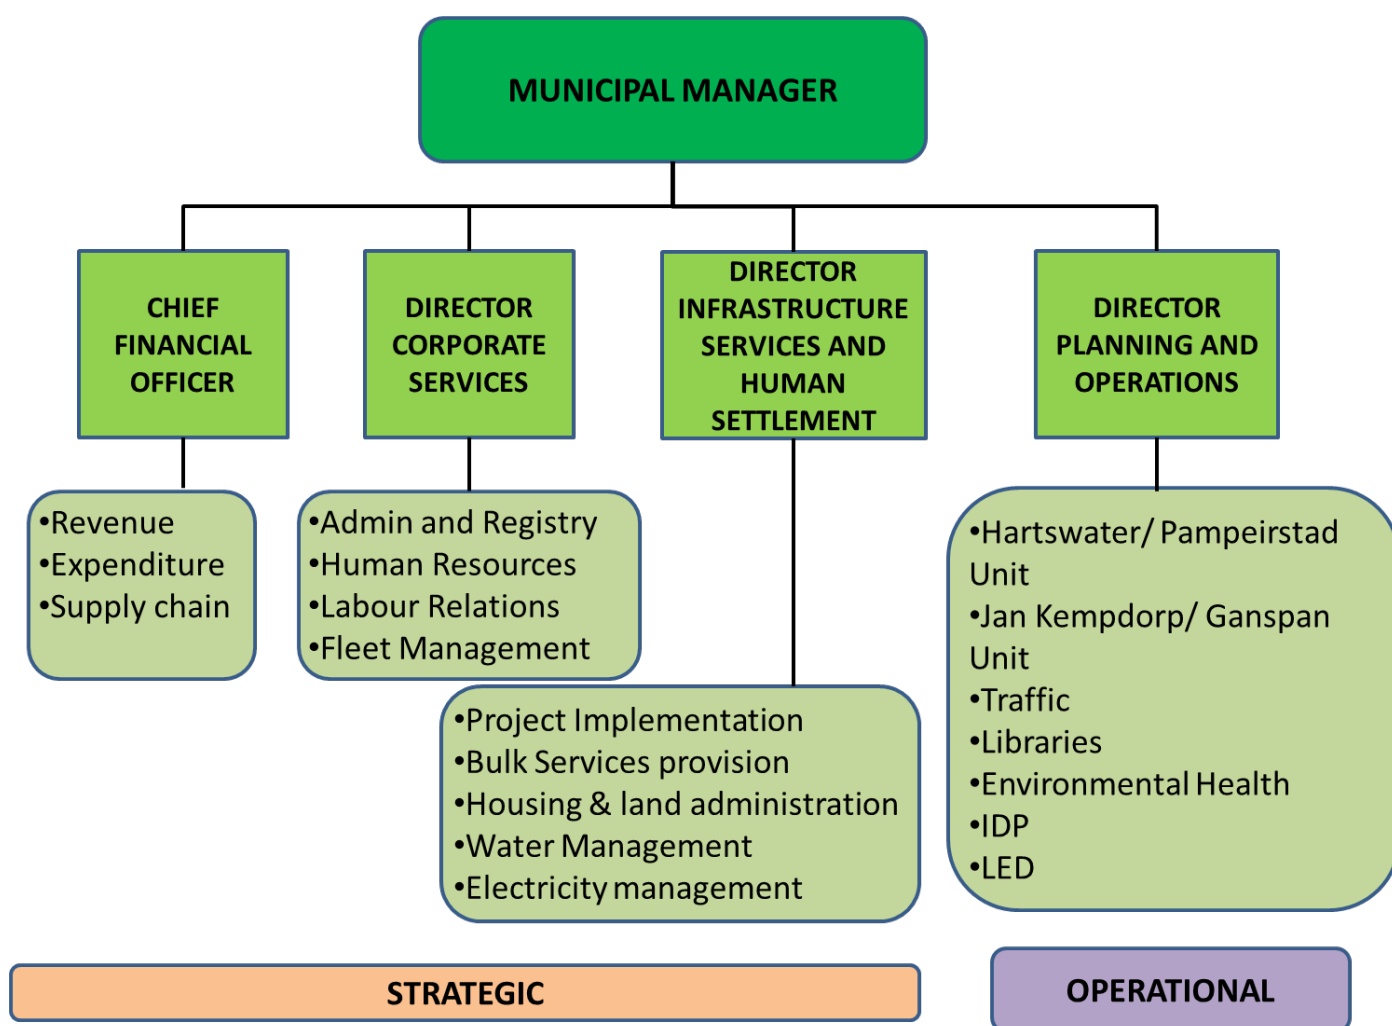 MUNICIPAL MANAGER
CHIEF
FINANCIAL
OFFICER
DIRECTOR
CORPORATE
SERVICES
DIRECTOR
INFRASTRUCTURE
SERVICES AND
HUMAN
SETTLEMENT
DIRECTOR
PLANNING AND
OPERATIONS
•Revenue
•Expenditure
•Supply chain
•Admin and Registry
•Human Resources
•Labour Relations
•Fleet Management
•Project Implementation
•Bulk Services provision
•Housing & land administration
•Water Management
•Electricity management
•Hartswater/ Pampeirstad
Unit
•Jan Kempdorp/ Ganspan
Unit
•Traffic
•Libraries
•Environmental Health
•IDP
•LED
STRATEGIC
OPERATIONAL